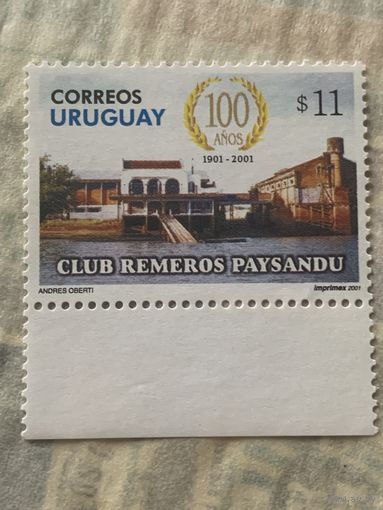 CORREOS
URUGUAY
100
AÑOS
1901 - 2001
$ 11
CLUB REMEROS PAYSANDU
ANDRES OBERTI
imprimex 2001